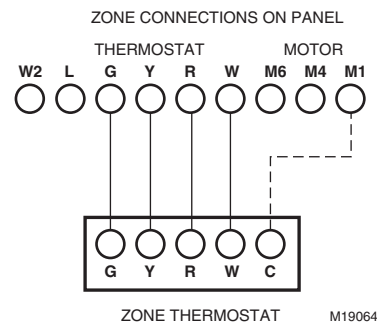 ZONE CONNECTIONS ON PANEL
THERMOSTAT MOTOR
W2 L G Y R W M6 M4 M1
G Y R W C
ZONE THERMOSTAT M19064